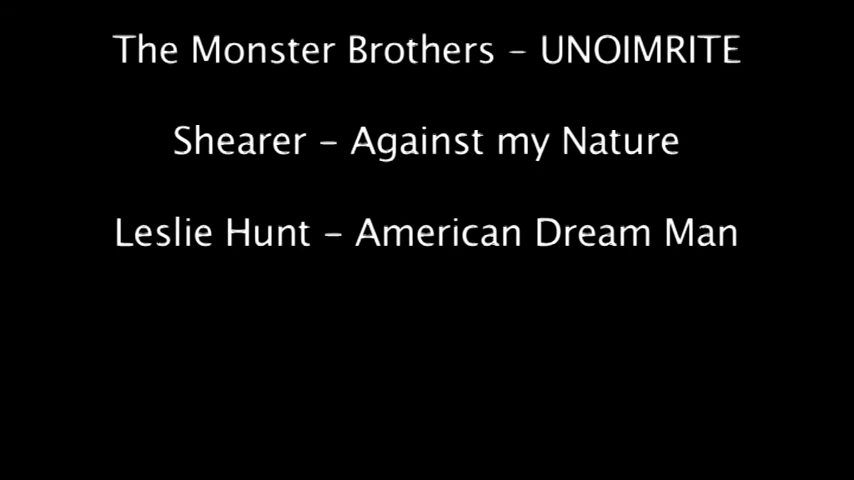 The Monster Brothers – UNOIMRITE
Shearer – Against my Nature
Leslie Hunt – American Dream Man